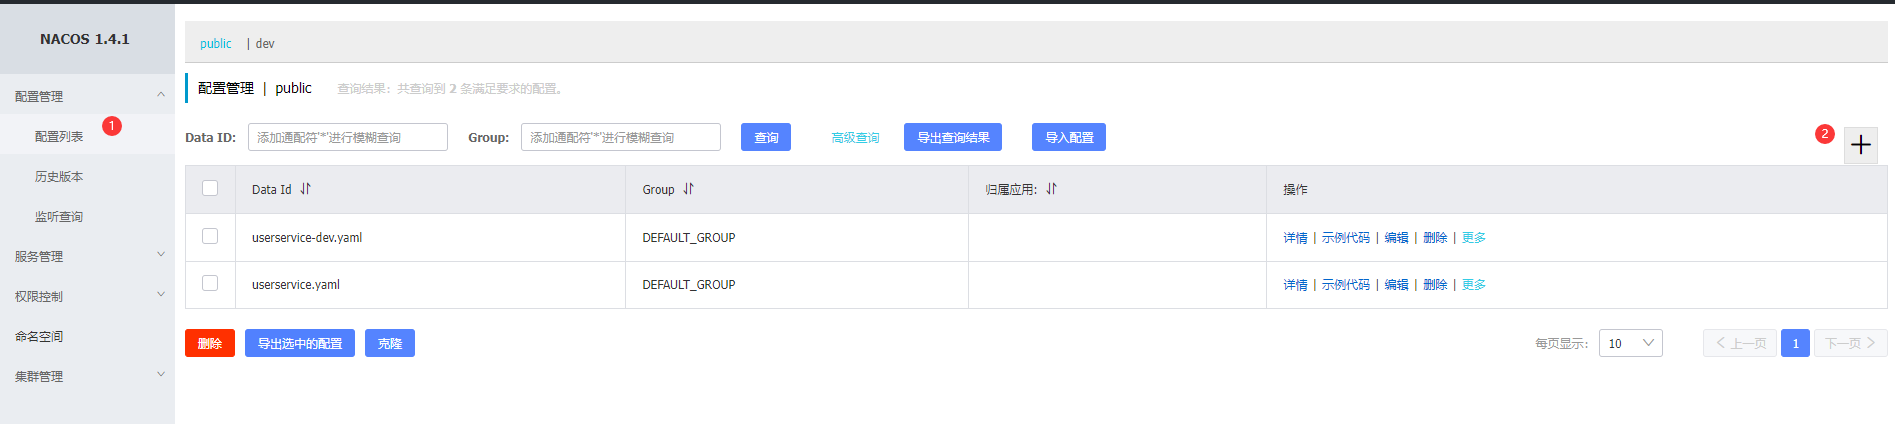 NACOS 1.4.1
public | dev
配置管理
配置列表 1
历史版本
监听查询
服务管理
权限控制
命名空间
集群管理
配置管理 | public 查询结果：共查询到 2 条满足要求的配置。
Data ID: 添加通配符'*'进行模糊查询 Group: 添加通配符'*'进行模糊查询 查询 高级查询 导出查询结果 导入配置 2
Data Id Group 归属应用: 操作
userservice-dev.yaml DEFAULT_GROUP 详情 | 示例代码 | 编辑 | 删除 | 更多
userservice.yaml DEFAULT_GROUP 详情 | 示例代码 | 编辑 | 删除 | 更多
删除 导出选中的配置 克隆 每页显示: 10 上一页 1 下一页